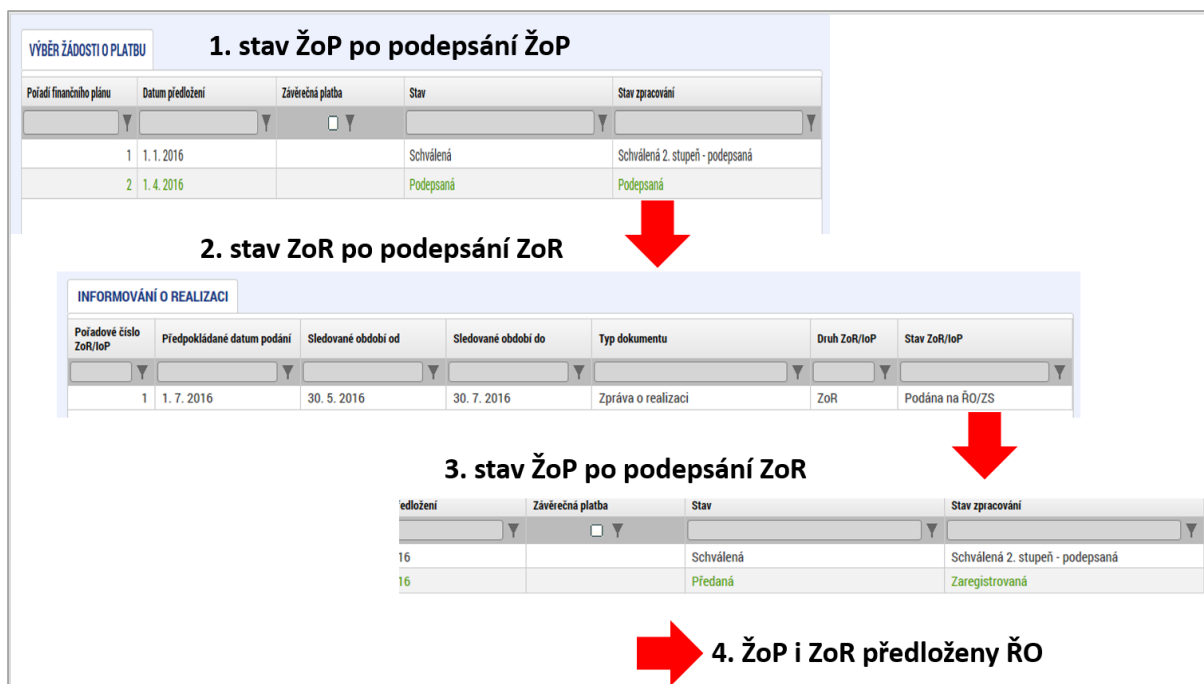 1. stav ŽoP po podepsání ŽoP
VÝBĚR ŽÁDOSTI O PLATBU
Pořadí finančního plánu Datum předložení Závěrečná platba Stav Stav zpracování
1 1. 1. 2016 Schválená Schválená 2. stupeň - podepsaná
2 1. 4. 2016 Podepsaná Podepsaná
2. stav ZoR po podepsání ZoR
INFORMOVÁNÍ O REALIZACI
Pořadové číslo ZoR/IoP Předpokládané datum podání Sledované období od Sledované období do Typ dokumentu Druh ZoR/IoP Stav ZoR/IoP
1 1. 7. 2016 30. 5. 2016 30. 7. 2016 Zpráva o realizaci ZoR Podána na ŘO/ZS
3. stav ŽoP po podepsání ZoR
edložení Závěrečná platba Stav Stav zpracování
16 Schválená Schválená 2. stupeň - podepsaná
16 Předaná Zaregistrovaná
4. ŽoP i ZoR předloženy ŘO